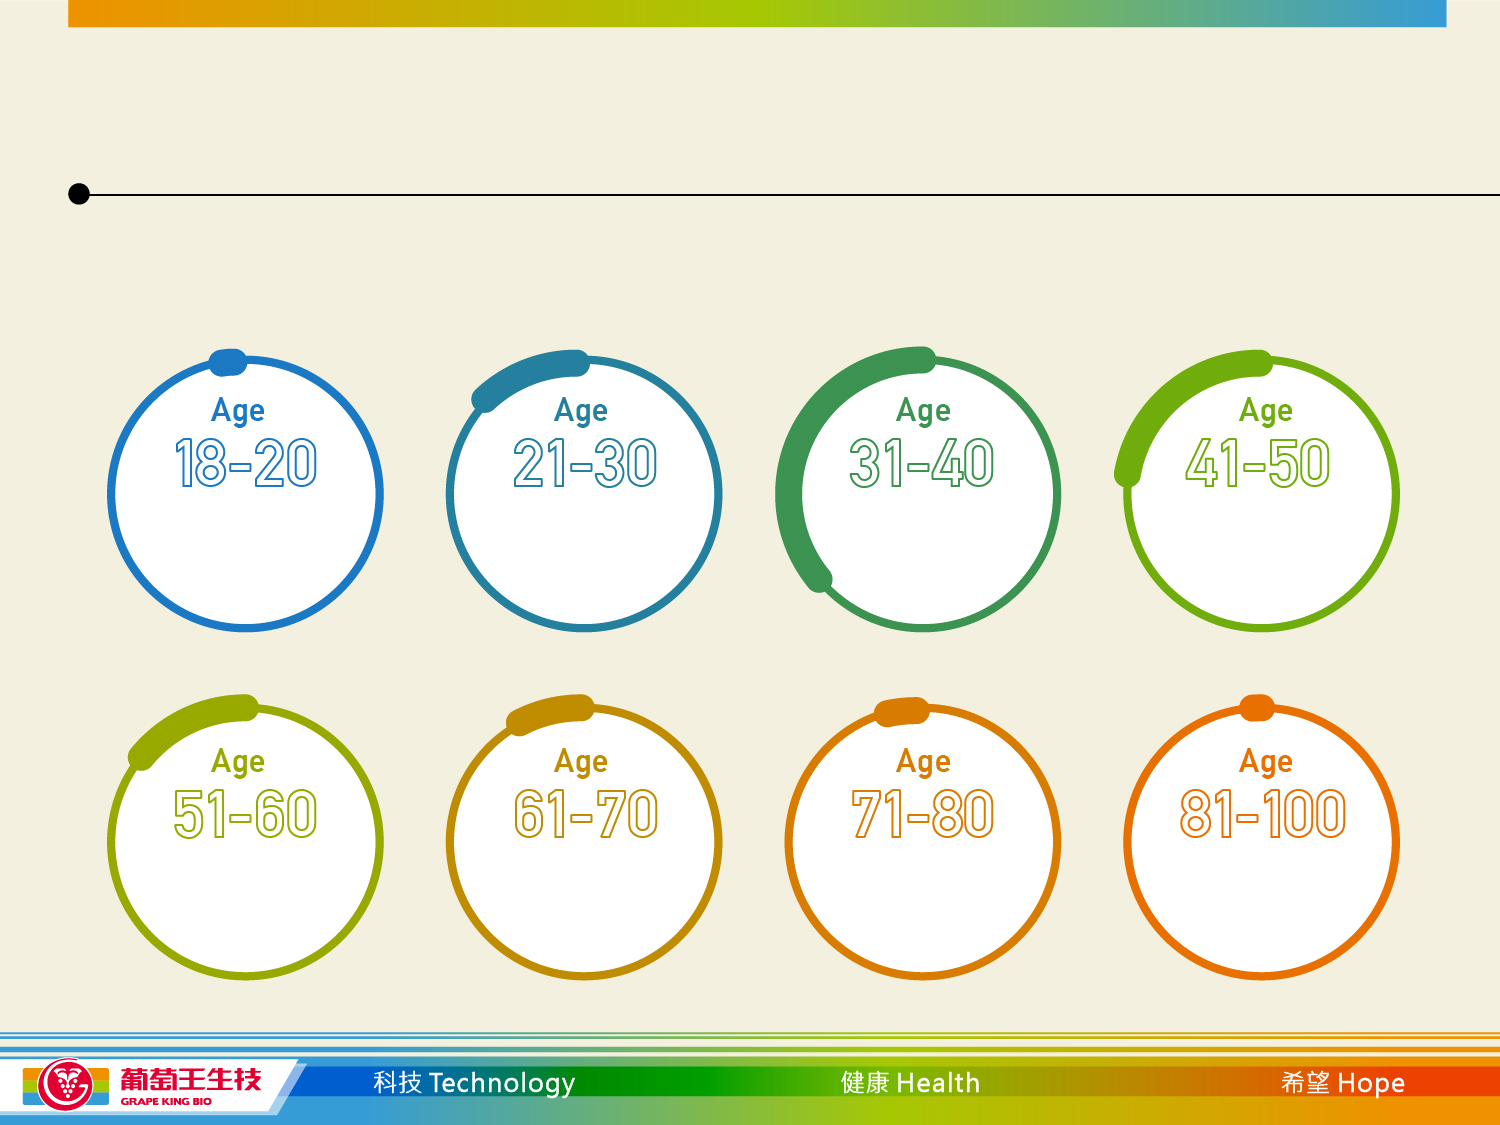 Age
18-20
Age
21-30
Age
31-40
Age
41-50
Age
51-60
Age
61-70
Age
71-80
Age
81-100
葡萄王生技
GRAPE KING BIO
科技 Technology
健康 Health
希望 Hope